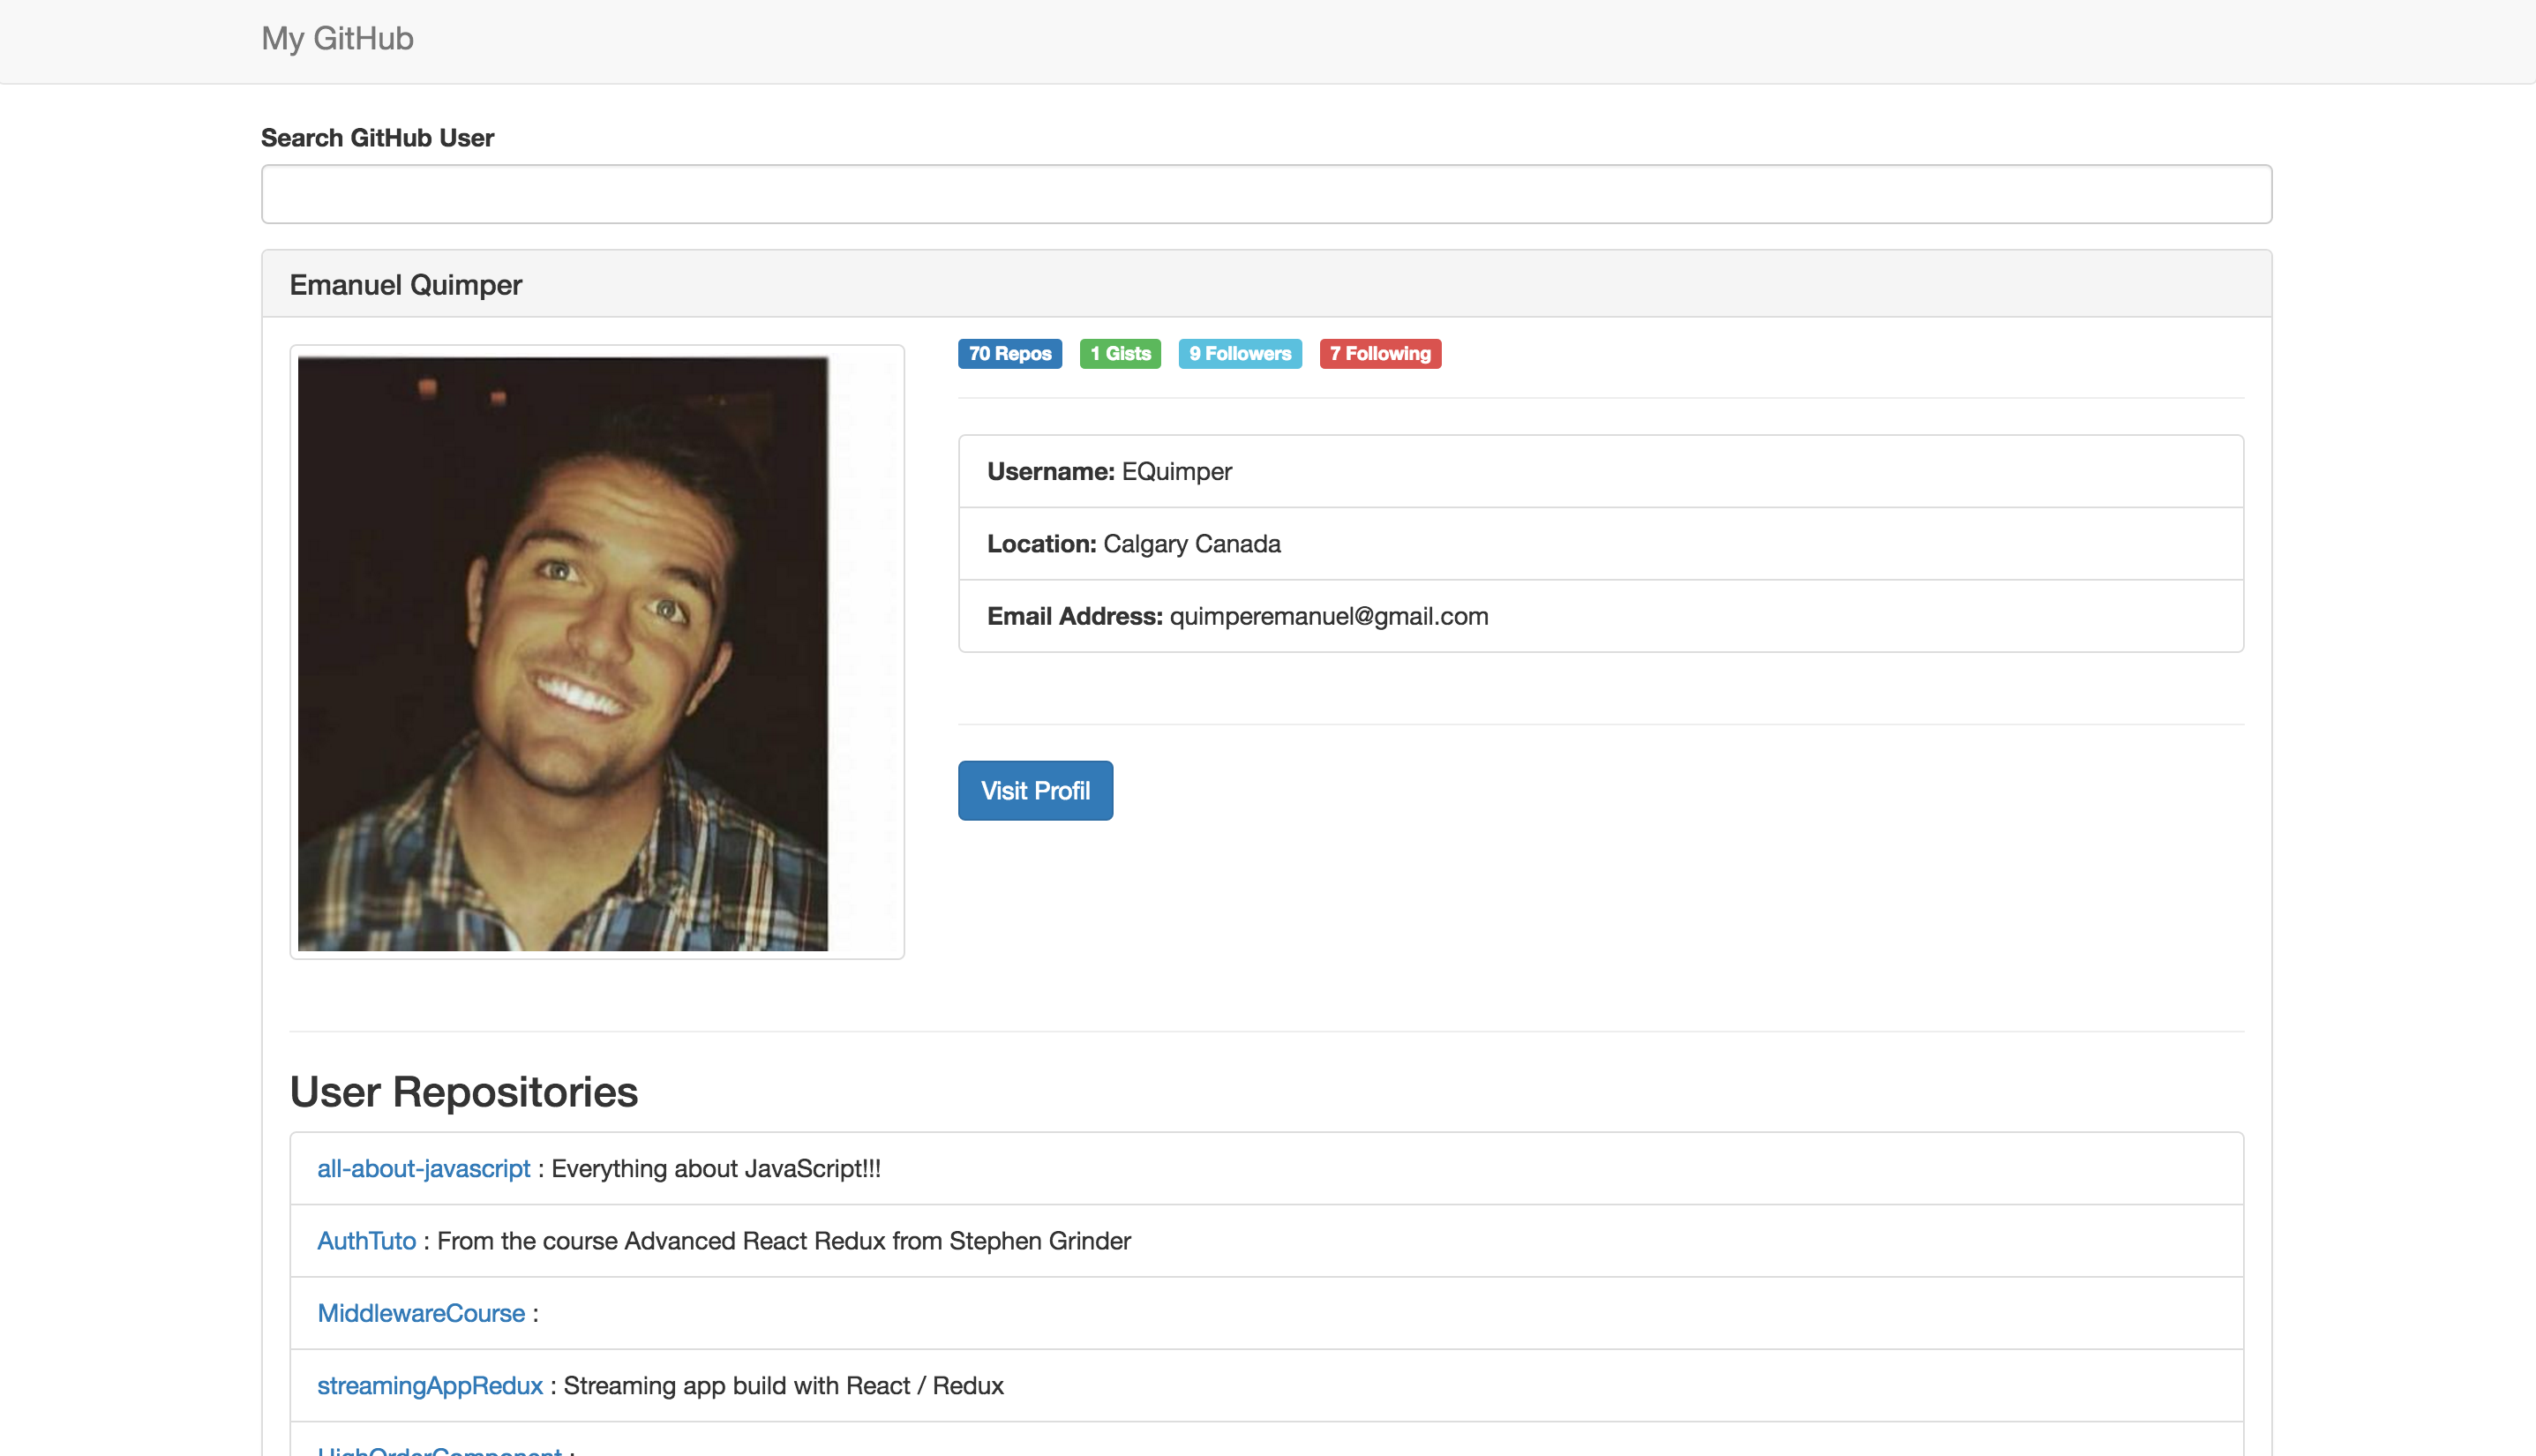 My GitHub
Search GitHub User
Emanuel Quimper
70 Repos 1 Gists 9 Followers 7 Following
Username: EQuimper
Location: Calgary Canada
Email Address: quimperemanuel@gmail.com
Visit Profil
User Repositories
all-about-javascript : Everything about JavaScript!!!
AuthTuto : From the course Advanced React Redux from Stephen Grinder
MiddlewareCourse :
streamingAppRedux : Streaming app build with React / Redux
HighOrderComponent :